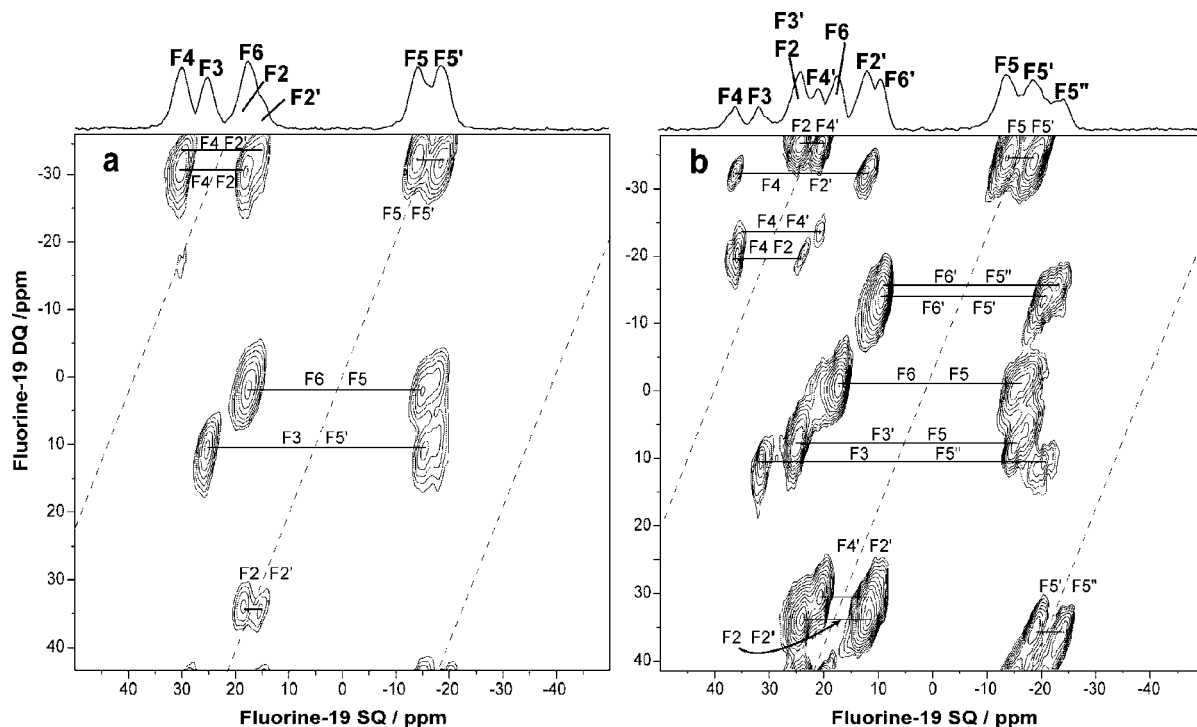 a
F4
F3
F6
F2
F2'
F5
F5'
F4 F2'
F4 F2
F5 F5'
F6 F5
F3 F5'
F2 F2'
-30
-20
-10
0
10
20
30
40
Fluorine-19 DQ /ppm
40 30 20 10 0 -10 -20 -30 -40
Fluorine-19 SQ / ppm
b
F3'
F2
F6
F4'
F2'
F6'
F4
F3
F5
F5'
F5"
F2 F4'
F5 F5'
F4 F2'
F4 F4'
F4 F2
F6' F5"
F6' F5'
F6 F5
F3' F5
F3 F5"
F4' F2'
F2 F2'
F5' F5"
-30
-20
-10
0
10
20
30
40
40 30 20 10 0 -10 -20 -30 -40
Fluorine-19 SQ / ppm